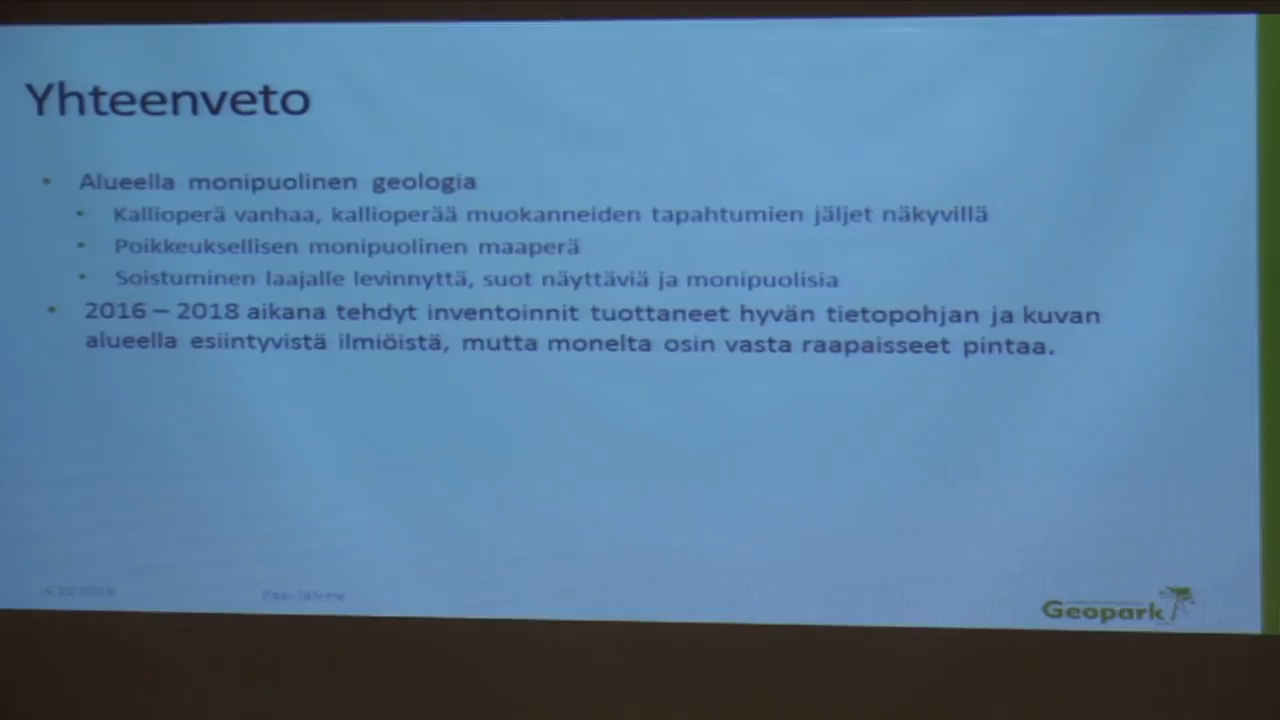 Yhteenveto
• Alueella monipuolinen geologia
• Kallioperä vanhaa, kallioperää muokanneiden tapahtumien jäljet näkyvillä
• Poikkeuksellisen monipuolinen maaperä
• Soistuminen laajalle levinnyttä, suot näyttäviä ja monipuolisia
• 2016 – 2018 aikana tehdyt inventoinnit tuottaneet hyvän tietopohjan ja kuvan
alueella esiintyvistä ilmiöistä, mutta monelta osin vasta raapaisseet pintaa.
Pasi
Geopark